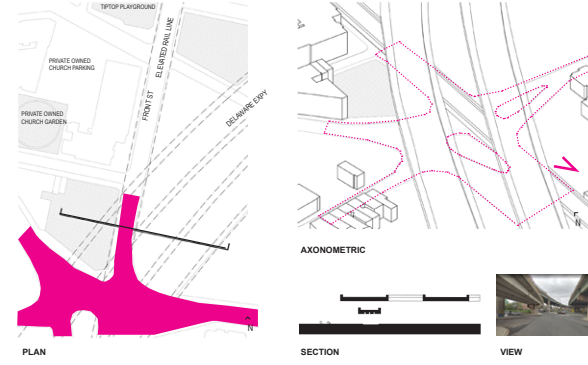 TIPTOP PLAYGROUND
PRIVATE OWNED
CHURCH PARKING
ELEVATED RAIL LINE
FRONT ST
DELAWARE EXPY
PRIVATE OWNED
CHURCH GARDEN
N
PLAN
N
AXONOMETRIC
SECTION
VIEW